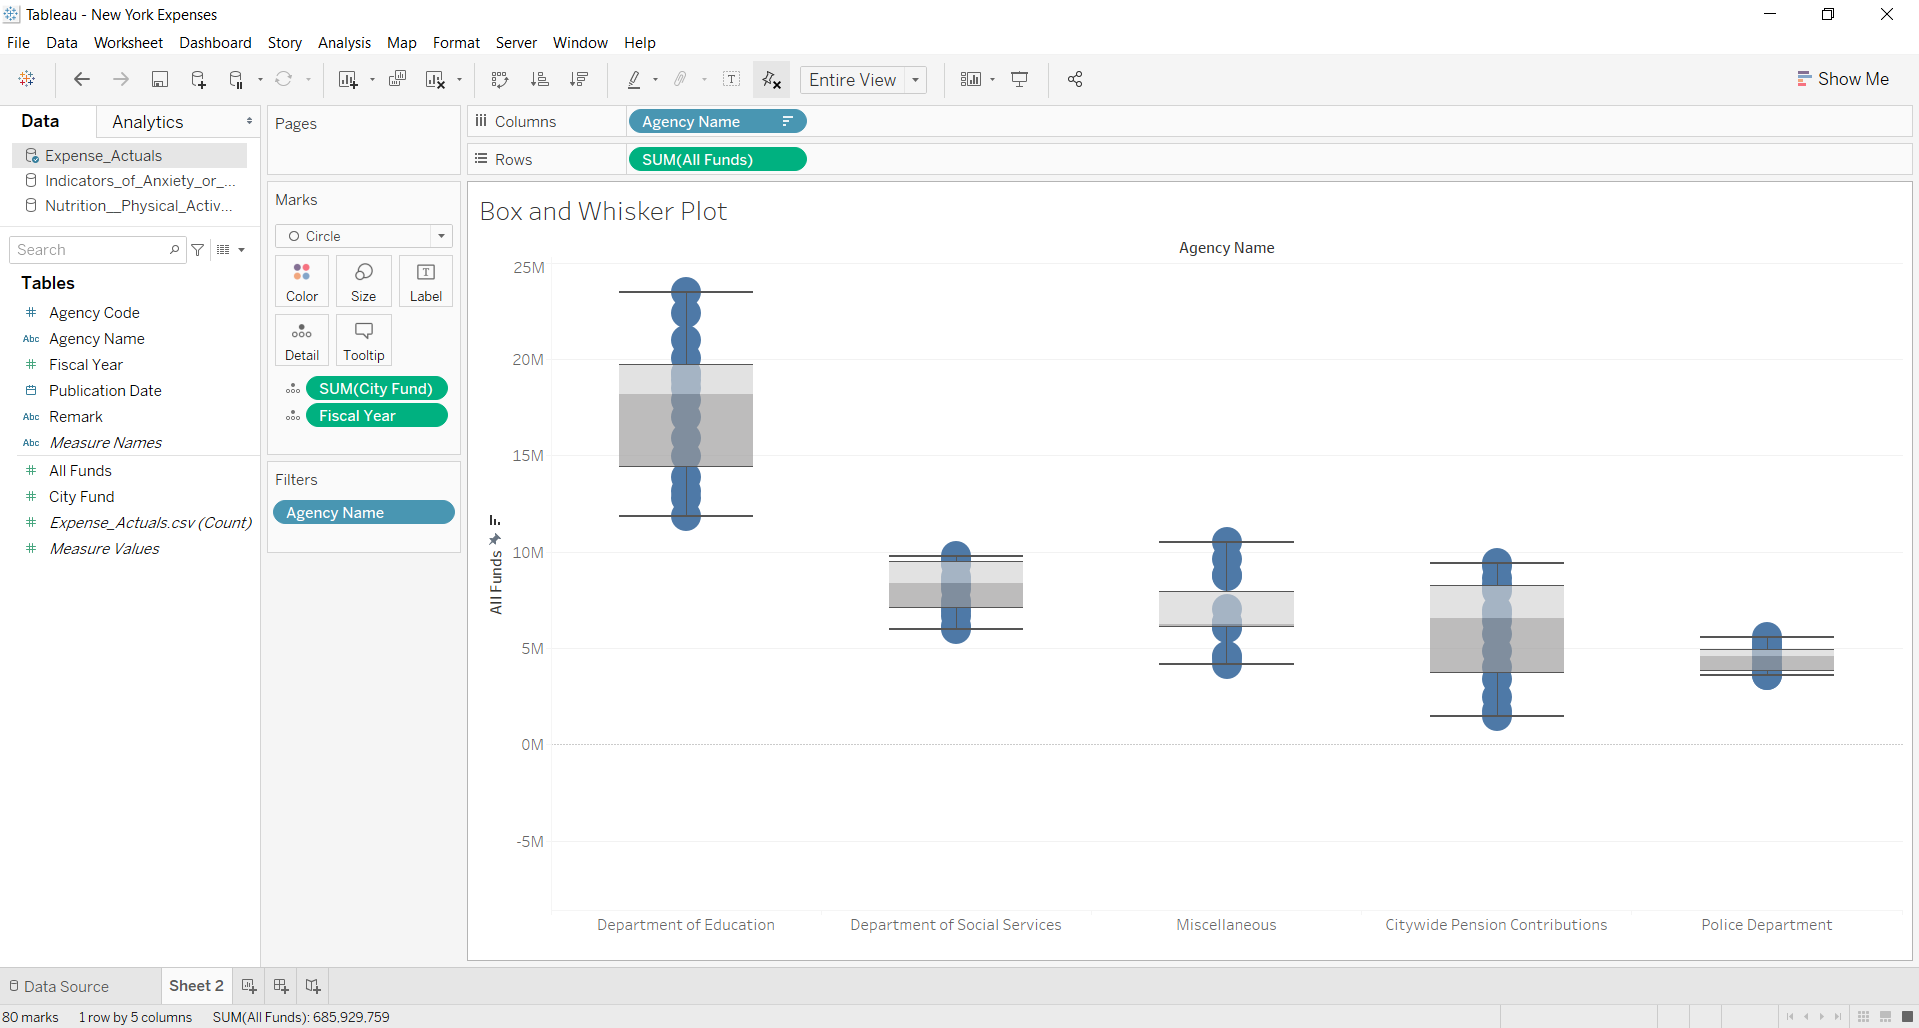 Tableau - New York Expenses
File Data Worksheet Dashboard Story Analysis Map Format Server Window Help
Entire View
Show Me
Data Analytics
Expense_Actuals
Indicators_of_Anxiety_or_...
Nutrition__Physical_Activ...
Search
Tables
# Agency Code
Abc Agency Name
# Fiscal Year
Publication Date
Abc Remark
Abc Measure Names
# All Funds
# City Fund
# Expense_Actuals.csv (Count)
# Measure Values
Pages
Marks
Circle
Color Size Label
Detail Tooltip
SUM(City Fund)
Fiscal Year
Filters
Agency Name
Columns Agency Name
Rows SUM(All Funds)
Box and Whisker Plot
Agency Name
25M
20M
15M
10M
5M
0M
-5M
All Funds
Department of Education Department of Social Services Miscellaneous Citywide Pension Contributions Police Department
Data Source Sheet 2
80 marks 1 row by 5 columns SUM(All Funds): 685,929,759